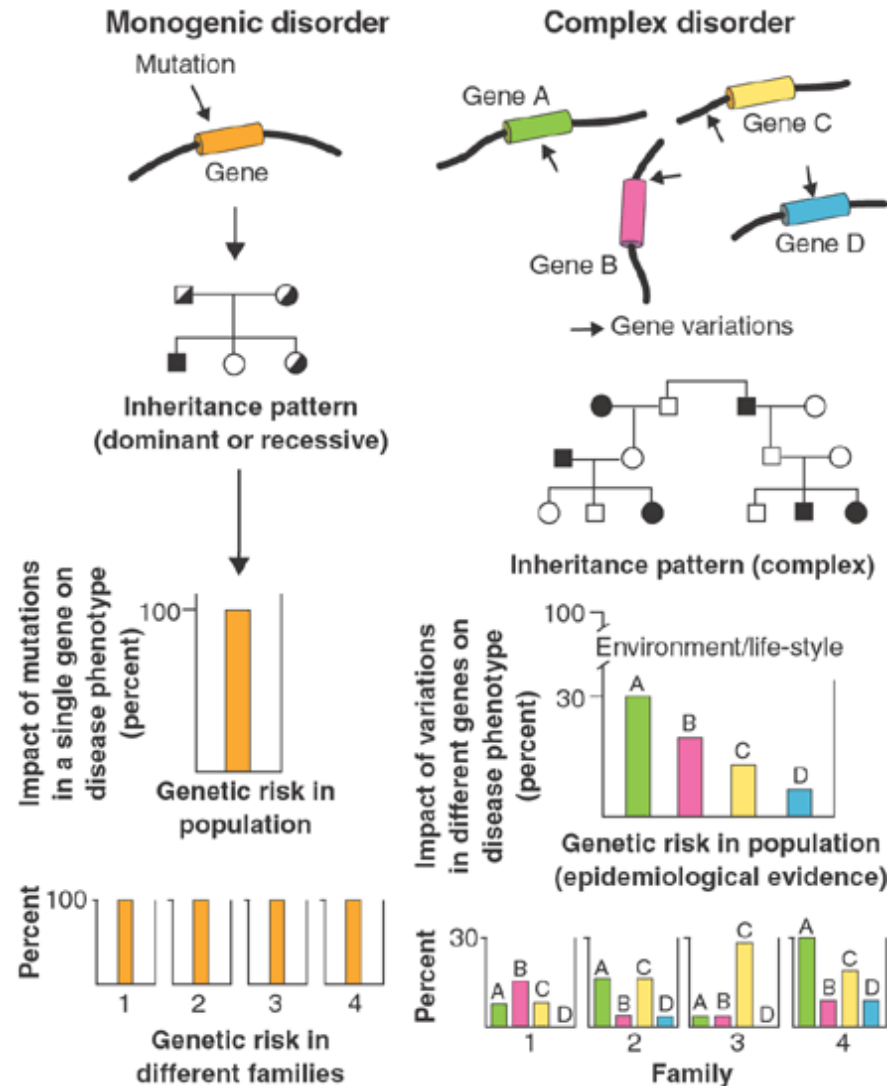 Monogenic disorder
Mutation
Gene
Inheritance pattern
(dominant or recessive)
Impact of mutations
in a single gene on
disease phenotype
(percent)
100
Genetic risk in
population
Percent
100
1 2 3 4
Genetic risk in
different families
Complex disorder
Gene A
Gene C
Gene B
Gene D
Gene variations
Inheritance pattern (complex)
Impact of variations
in different genes on
disease phenotype
(percent)
100
Environment/life-style
30
A
B
C
D
Genetic risk in population
(epidemiological evidence)
Percent
30
A B C D
A B C D
A B C D
A B C D
1 2 3 4
Family